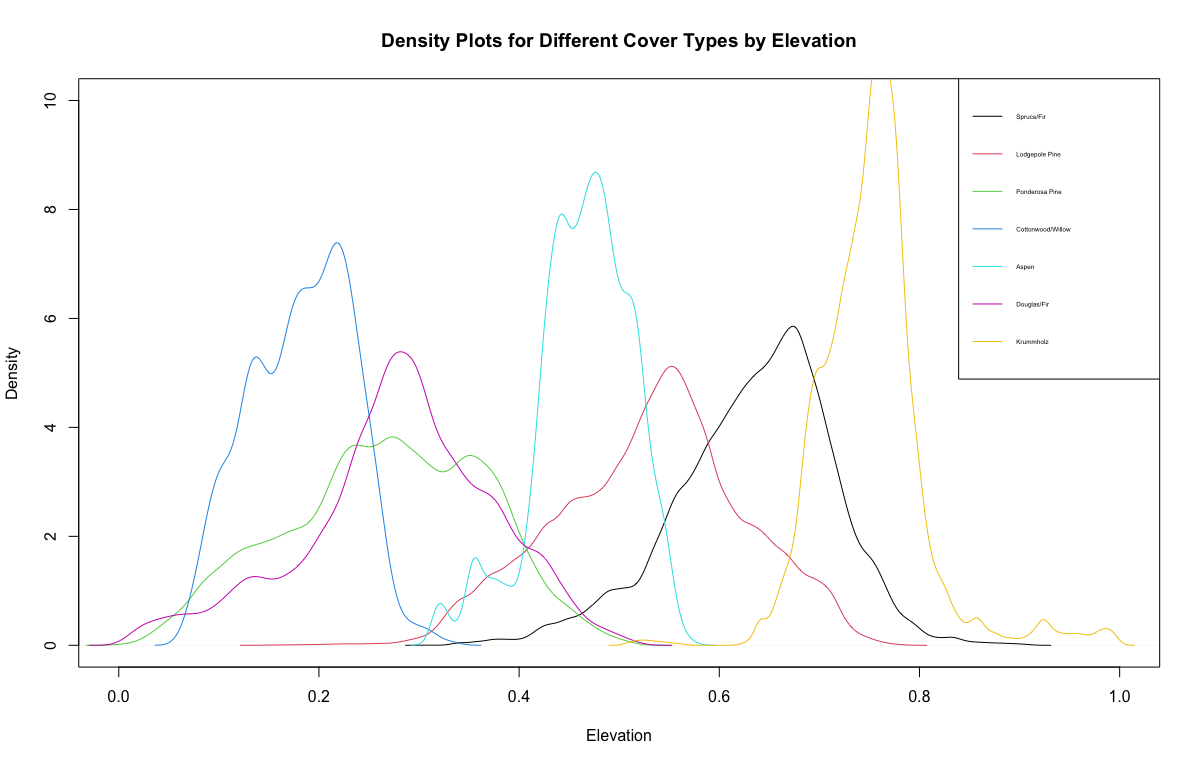 Density Plots for Different Cover Types by Elevation
Density
10
8
6
4
2
0
Spruce/Fir
Lodgepole Pine
Ponderosa Pine
Cottonwood/Willow
Aspen
Douglas/Fir
Krummholz
0.0 0.2 0.4 0.6 0.8 1.0
Elevation